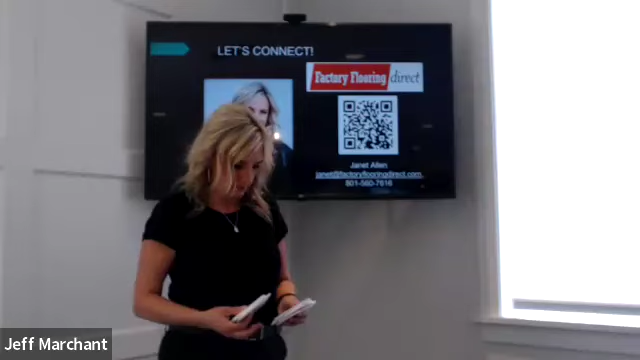 LET'S CONNECT!
Factory Flooring direct
Janet Allen
janet@factoryflooringdirect.com
801-560-7616
Jeff Marchant